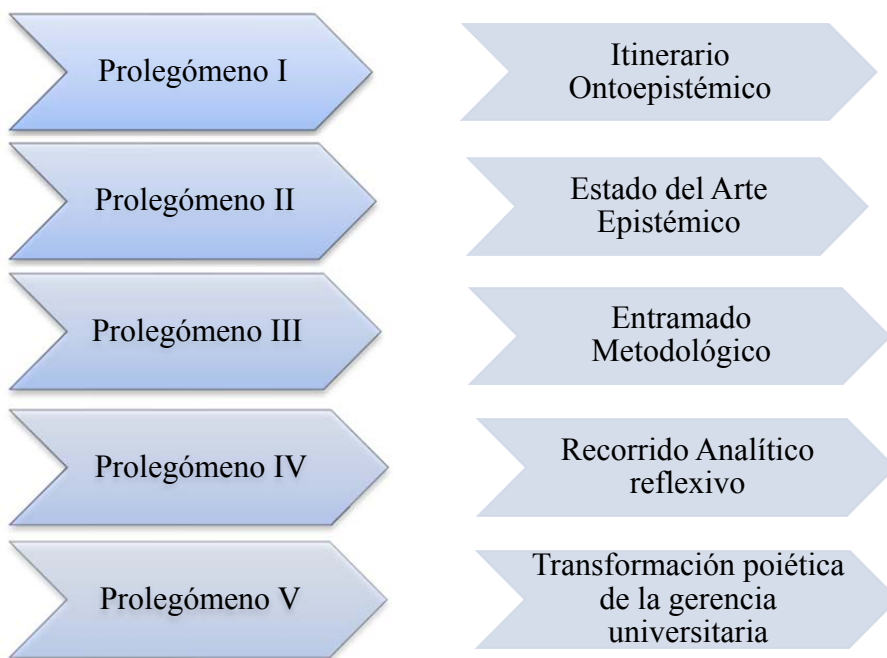 Prolegómeno I
Itinerario
Ontoepistémico
Prolegómeno II
Estado del Arte
Epistémico
Prolegómeno III
Entramado
Metodológico
Prolegómeno IV
Recorrido Analítico
reflexivo
Prolegómeno V
Transformación poiética
de la gerencia
universitaria